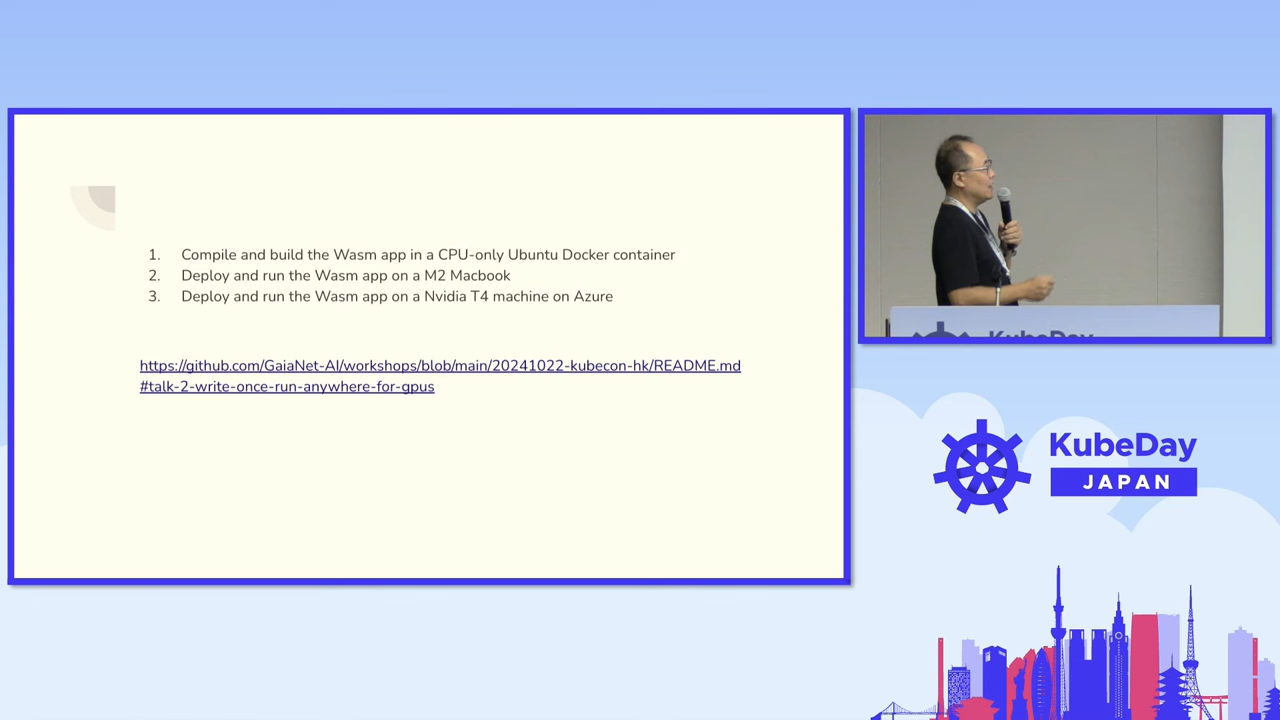 1. Compile and build the Wasm app in a CPU-only Ubuntu Docker container
2. Deploy and run the Wasm app on a M2 Macbook
3. Deploy and run the Wasm app on a Nvidia T4 machine on Azure
https://github.com/GaiaNet-AI/workshops/blob/main/20241022-kubecon-hk/README.md
#talk-2-write-once-run-anywhere-for-gpus
KubeDay
KubeDay
JAPAN